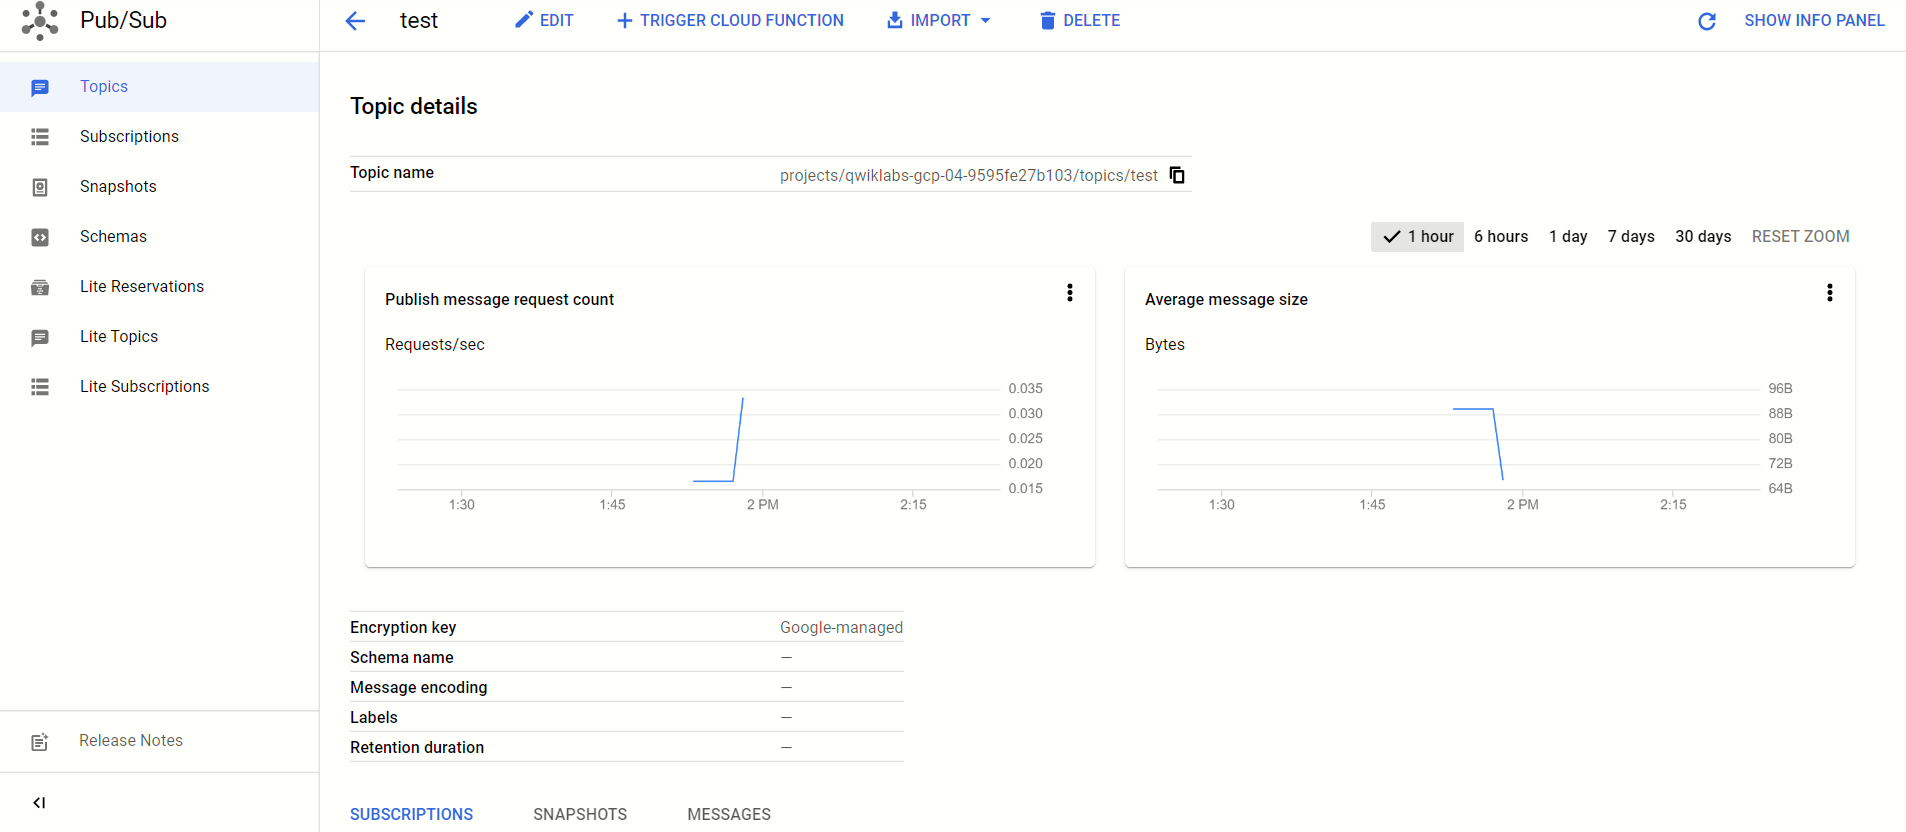 Pub/Sub
test
EDIT
TRIGGER CLOUD FUNCTION
IMPORT
DELETE
SHOW INFO PANEL
Topics
Subscriptions
Snapshots
Schemas
Lite Reservations
Lite Topics
Lite Subscriptions
Release Notes
Topic details
Topic name projects/qwiklabs-gcp-04-9595fe27b103/topics/test
1 hour 6 hours 1 day 7 days 30 days RESET ZOOM
Publish message request count
Requests/sec
0.035
0.030
0.025
0.020
0.015
1:30 1:45 2 PM 2:15
Average message size
Bytes
96B
88B
80B
72B
64B
1:30 1:45 2 PM 2:15
Encryption key Google-managed
Schema name —
Message encoding —
Labels —
Retention duration —
SUBSCRIPTIONS SNAPSHOTS MESSAGES